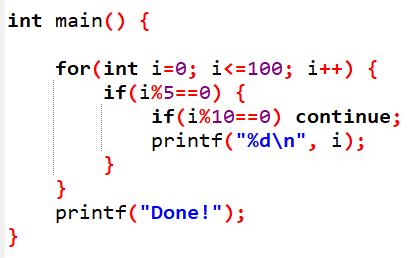 int main() {
for(int i=0; i<=100; i++) {
if(i%5==0) {
if(i%10==0) continue;
printf("%d\n", i);
}
}
printf("Done!");
}